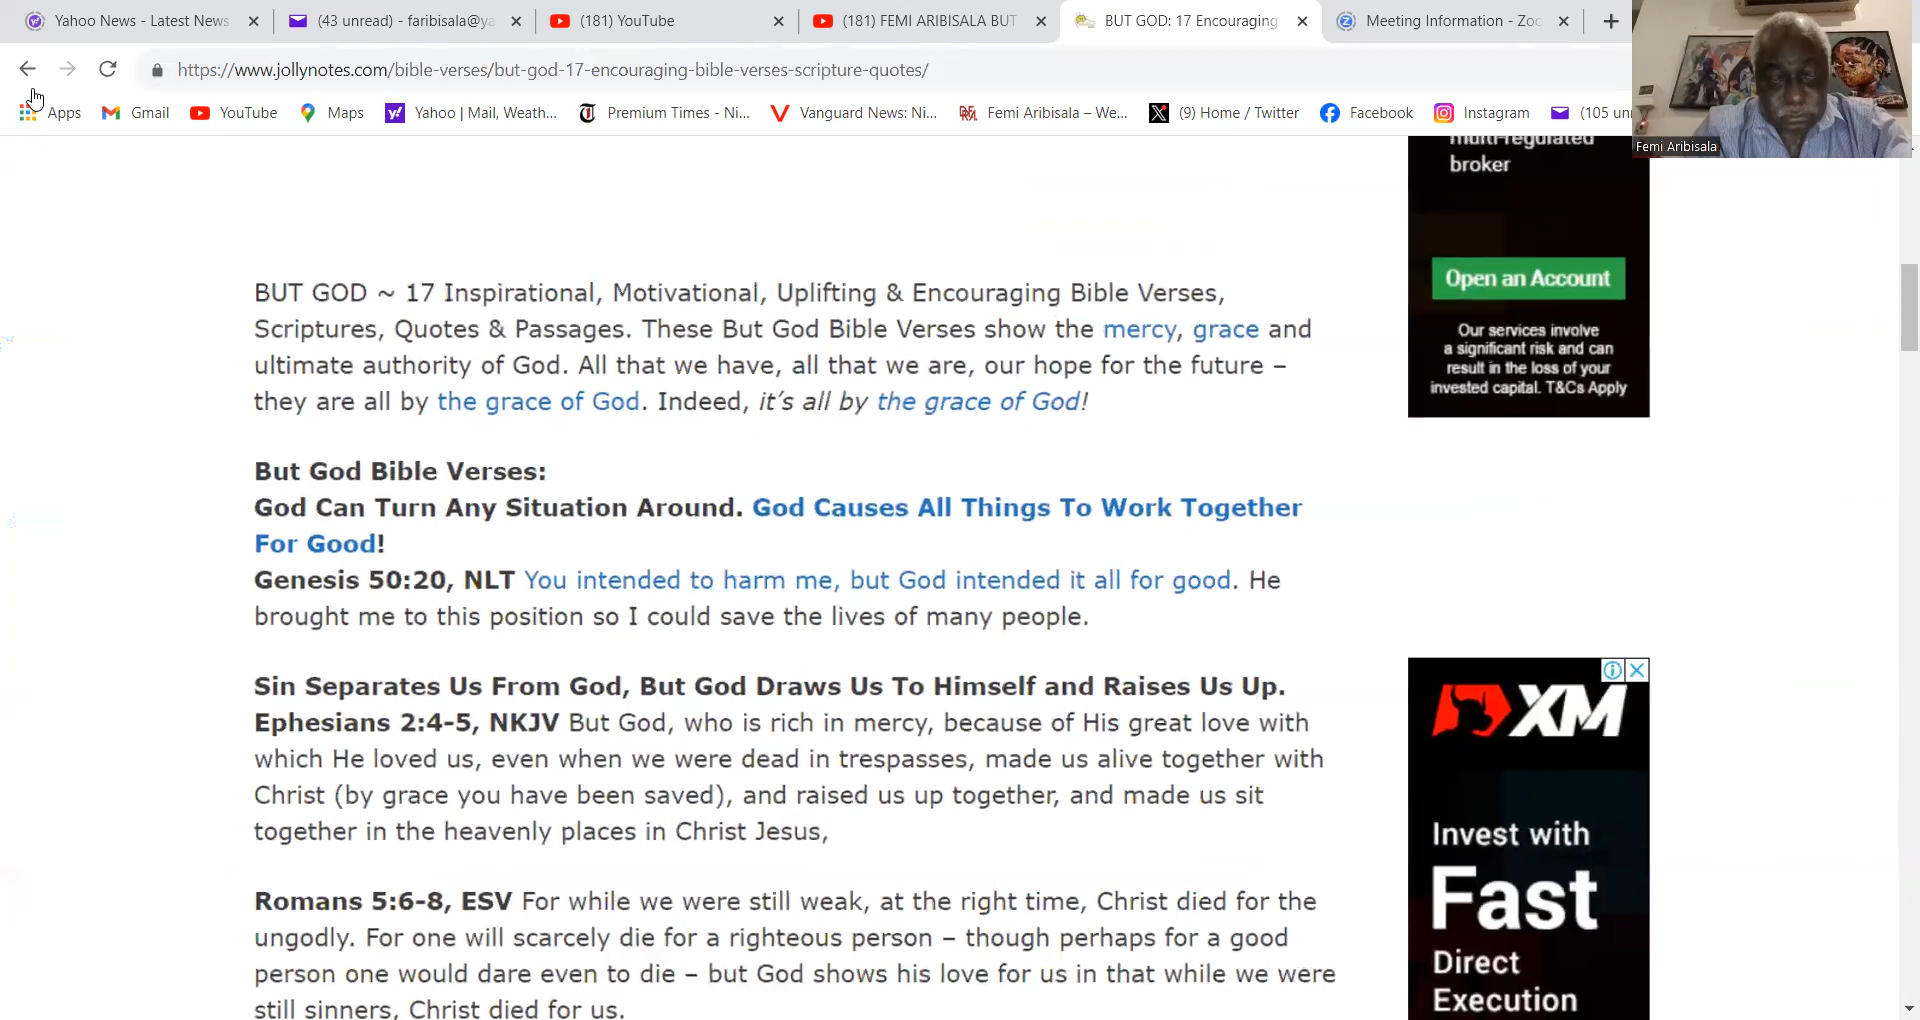 Yahoo News - Latest News
(43 unread) - faribisala@ya
(181) YouTube
(181) FEMI ARIBISALA BUT
BUT GOD: 17 Encouraging
Meeting Information - Zoo
https://www.jollynotes.com/bible-verses/but-god-17-encouraging-bible-verses-scripture-quotes/
Apps
Gmail
YouTube
Maps
Yahoo | Mail, Weath...
Premium Times - Ni...
Vanguard News: Ni...
Femi Aribisala – We...
(9) Home / Twitter
Facebook
Instagram
(105 unr
Femi Aribisala
multi-regulated
broker
Open an Account
Our services involve
a significant risk and can
result in the loss of your
invested capital. T&Cs Apply
BUT GOD ~ 17 Inspirational, Motivational, Uplifting & Encouraging Bible Verses,
Scriptures, Quotes & Passages. These But God Bible Verses show the mercy, grace and
ultimate authority of God. All that we have, all that we are, our hope for the future –
they are all by the grace of God. Indeed, it's all by the grace of God!
But God Bible Verses:
God Can Turn Any Situation Around. God Causes All Things To Work Together
For Good!
Genesis 50:20, NLT You intended to harm me, but God intended it all for good. He
brought me to this position so I could save the lives of many people.
Sin Separates Us From God, But God Draws Us To Himself and Raises Us Up.
Ephesians 2:4-5, NKJV But God, who is rich in mercy, because of His great love with
which He loved us, even when we were dead in trespasses, made us alive together with
Christ (by grace you have been saved), and raised us up together, and made us sit
together in the heavenly places in Christ Jesus,
Romans 5:6-8, ESV For while we were still weak, at the right time, Christ died for the
ungodly. For one will scarcely die for a righteous person – though perhaps for a good
person one would dare even to die – but God shows his love for us in that while we were
still sinners, Christ died for us.
XM
Invest with
Fast
Direct
Execution